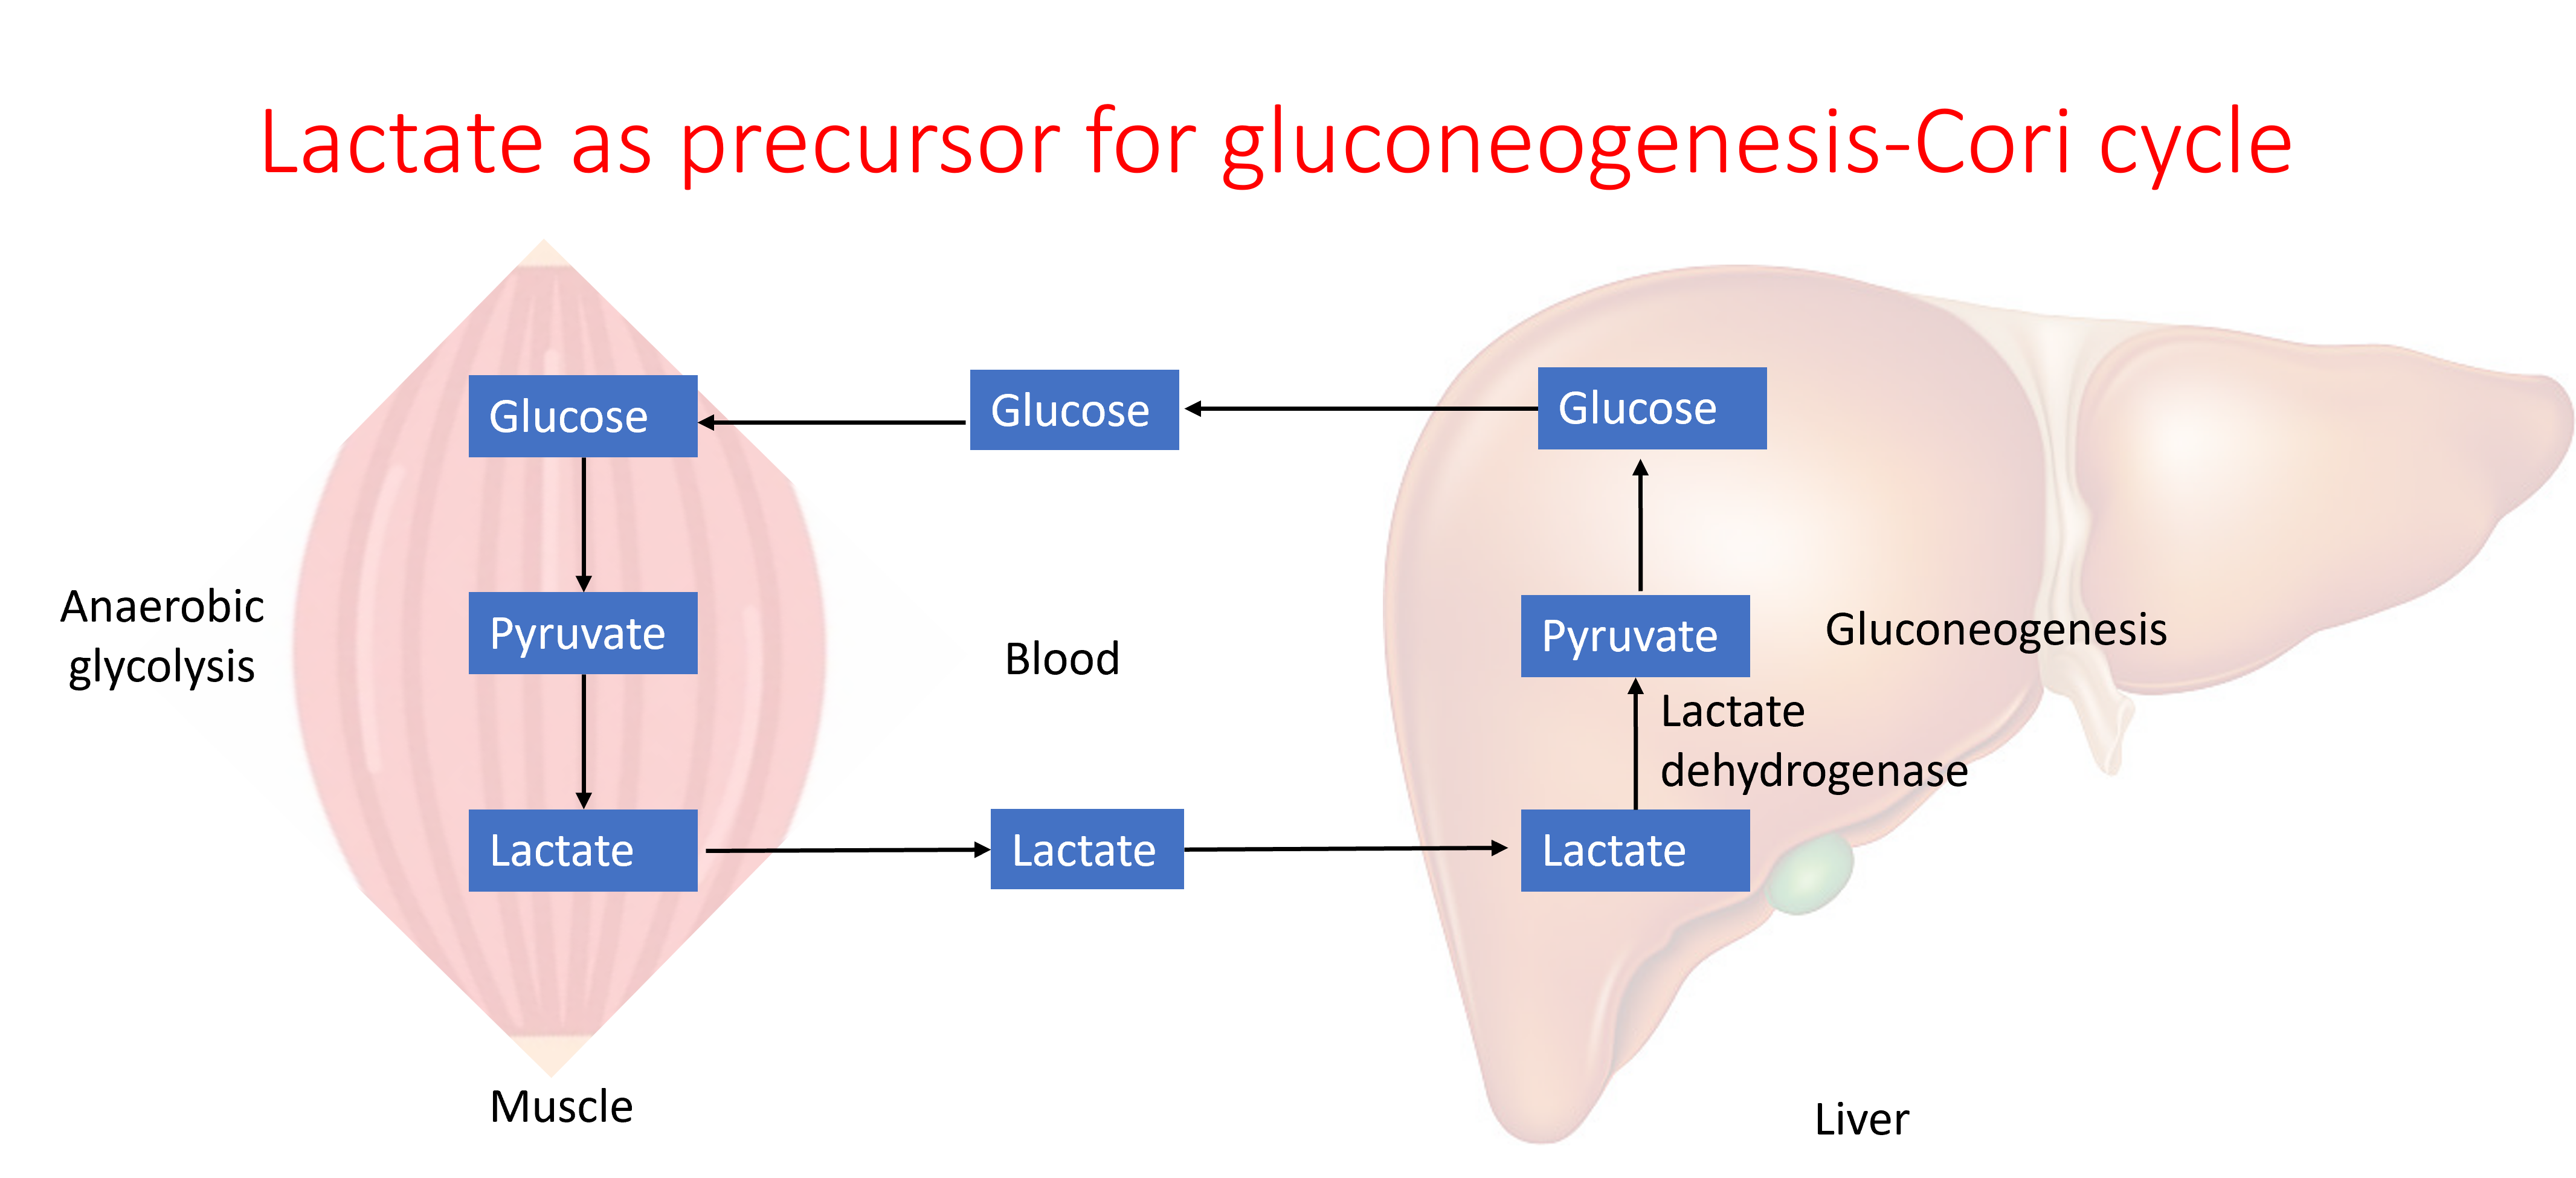 Lactate as precursor for gluconeogenesis-Cori cycle
Glucose
Glucose
Glucose
Anaerobic
glycolysis
Pyruvate
Blood
Pyruvate
Gluconeogenesis
Lactate
dehydrogenase
Lactate
Lactate
Lactate
Muscle
Liver